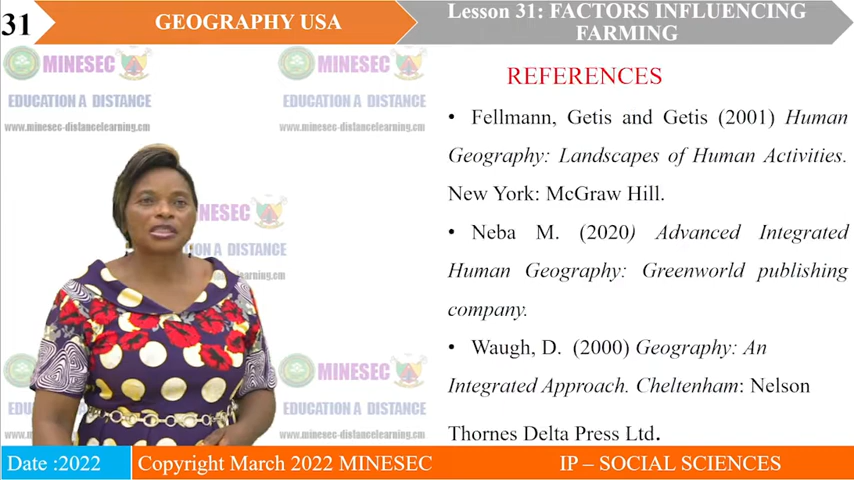 31
GEOGRAPHY USA
Lesson 31: FACTORS INFLUENCING
FARMING
MINESEC
MINESEC
EDUCATION A DISTANCE
EDUCATION A DISTANCE
www.minesec-distancelearning.cm
www.minesec-distancelearning.cm
REFERENCES
• Fellmann, Getis and Getis (2001) Human
Geography: Landscapes of Human Activities.
New York: McGraw Hill.
• Neba M. (2020) Advanced Integrated
Human Geography: Greenworld publishing
company.
• Waugh, D. (2000) Geography: An
Integrated Approach. Cheltenham: Nelson
Thornes Delta Press Ltd.
NESEC
A DISTANCE
MINESEC
EDUCATION A DISTANCE
www.minesec-distancelearning.cm
Date :2022
Copyright March 2022 MINESEC
IP – SOCIAL SCIENCES